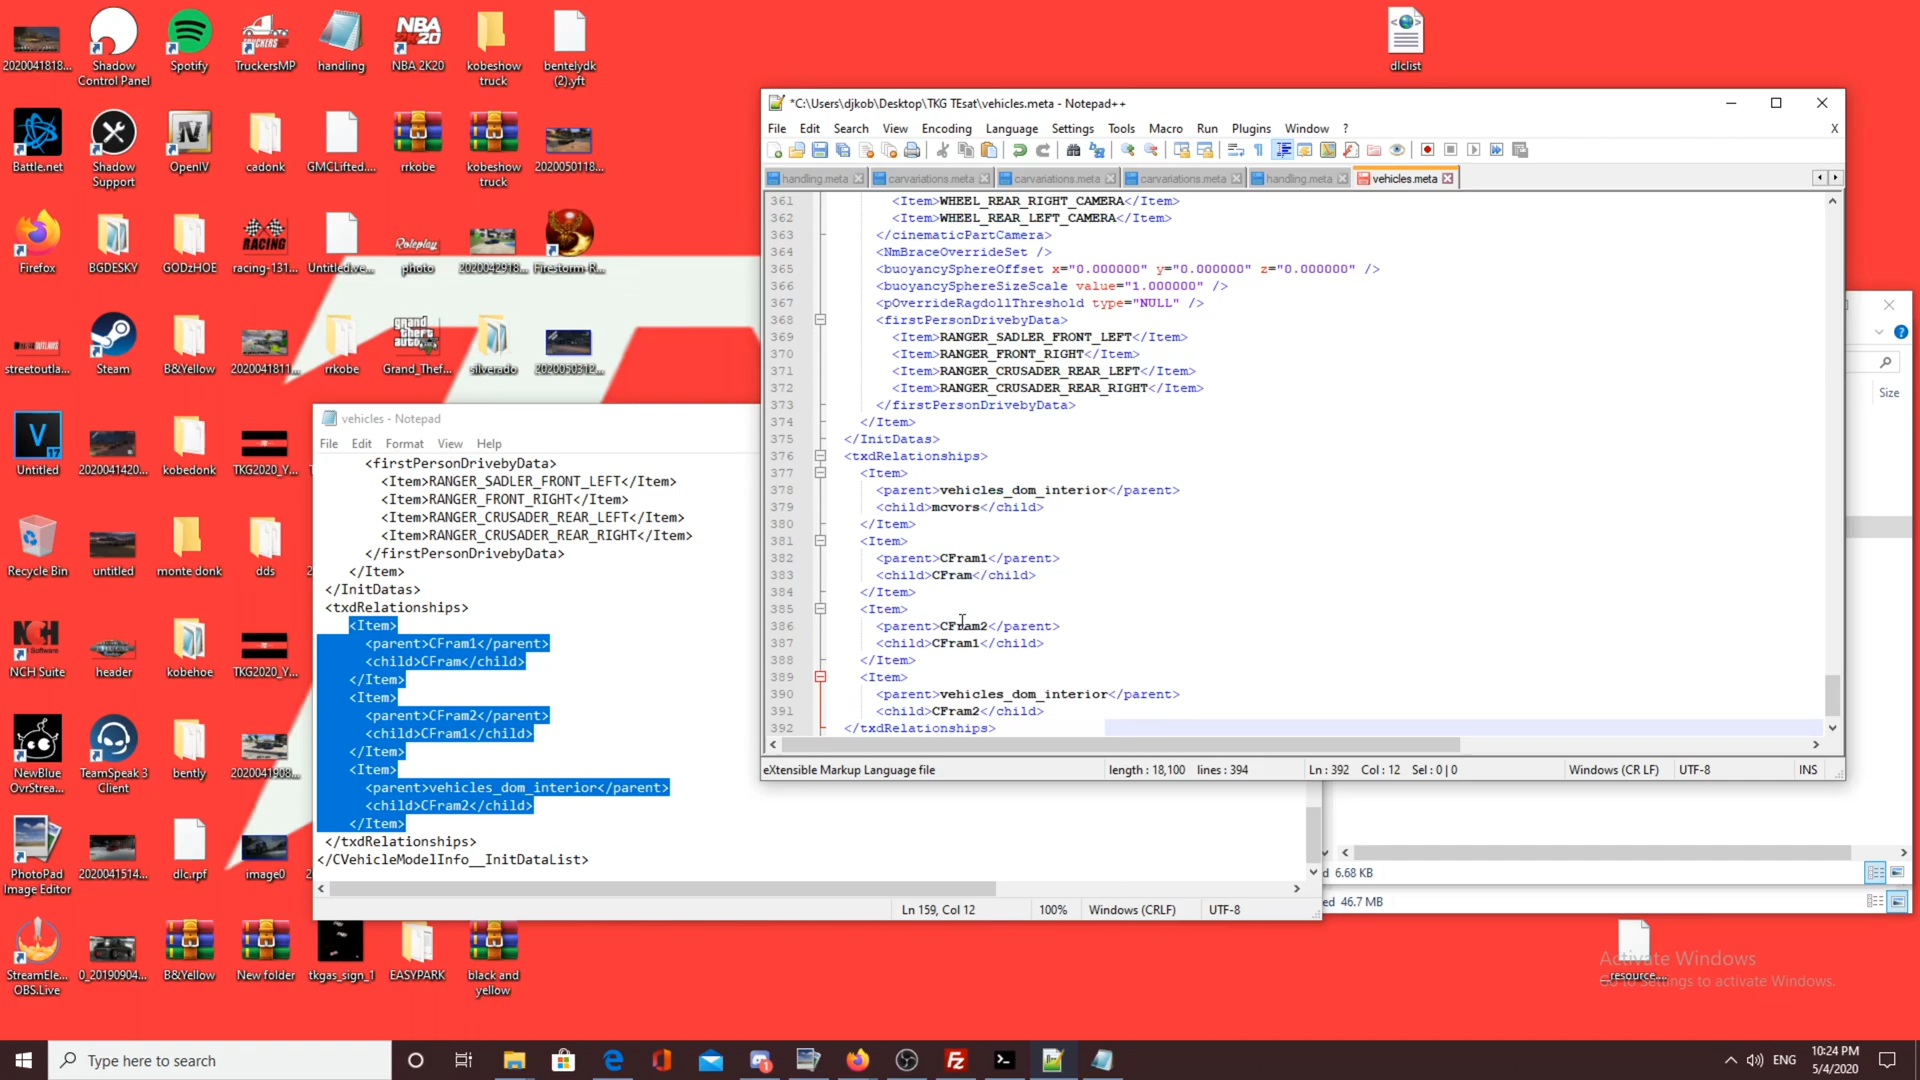 2020041818...
Shadow Control Panel
Spotify
TruckersMP
handling
NBA 2K20
kobeshow truck
bentelydk (2).yft
dlclist
Battle.net
Shadow Support
OpenIV
cadonk
GMCLifted....
rrkobe
kobeshow truck
2020050118...
Firefox
BGDESKY
GODzHOE
racing-131...
Untitled.ve...
photo
2020042918...
Firestorm-R...
streetoutla...
Steam
B&Yellow
2020041811...
rrkobe
Grand_Thef...
silverado
2020050312...
Untitled
2020041420...
kobedonk
TKG2020_Y...
Recycle Bin
untitled
monte donk
dds
NCH Suite
header
kobehoe
TKG2020_Y...
NewBlue OvrStrea...
TeamSpeak 3 Client
bently
2020041908...
PhotoPad Image Editor
2020041514...
dlc.rpf
image0
StreamEle... OBS.Live
0_20190904...
B&Yellow
New folder
tkgas_sign_1
EASYPARK
black and yellow
resource....
vehicles - Notepad
File Edit Format View Help
<firstPersonDrivebyData>
<Item>RANGER_SADLER_FRONT_LEFT</Item>
<Item>RANGER_FRONT_RIGHT</Item>
<Item>RANGER_CRUSADER_REAR_LEFT</Item>
<Item>RANGER_CRUSADER_REAR_RIGHT</Item>
</firstPersonDrivebyData>
</Item>
</InitDatas>
<txdRelationships>
<Item>
<parent>CFram1</parent>
<child>CFram</child>
</Item>
<Item>
<parent>CFram2</parent>
<child>CFram1</child>
</Item>
<Item>
<parent>vehicles_dom_interior</parent>
<child>CFram2</child>
</Item>
</txdRelationships>
</CVehicleModelInfo__InitDataList>
Ln 159, Col 12 100% Windows (CRLF) UTF-8
*C:\Users\djkob\Desktop\TKG TEsat\vehicles.meta - Notepad++
File Edit Search View Encoding Language Settings Tools Macro Run Plugins Window ? X
handling.meta carvariations.meta carvariations.meta carvariations.meta handling.meta vehicles.meta
361 <Item>WHEEL_REAR_RIGHT_CAMERA</Item>
362 <Item>WHEEL_REAR_LEFT_CAMERA</Item>
363 </cinematicPartCamera>
364 <NmBraceOverrideSet />
365 <buoyancySphereOffset x="0.000000" y="0.000000" z="0.000000" />
366 <buoyancySphereSizeScale value="1.000000" />
367 <pOverrideRagdollThreshold type="NULL" />
368 <firstPersonDrivebyData>
369 <Item>RANGER_SADLER_FRONT_LEFT</Item>
370 <Item>RANGER_FRONT_RIGHT</Item>
371 <Item>RANGER_CRUSADER_REAR_LEFT</Item>
372 <Item>RANGER_CRUSADER_REAR_RIGHT</Item>
373 </firstPersonDrivebyData>
374 </Item>
375 </InitDatas>
376 <txdRelationships>
377 <Item>
378 <parent>vehicles_dom_interior</parent>
379 <child>mcvors</child>
380 </Item>
381 <Item>
382 <parent>CFram1</parent>
383 <child>CFram</child>
384 </Item>
385 <Item>
386 <parent>CFram2</parent>
387 <child>CFram1</child>
388 </Item>
389 <Item>
390 <parent>vehicles_dom_interior</parent>
391 <child>CFram2</child>
392 </txdRelationships>
eXtensible Markup Language file length : 18,100 lines : 394 Ln : 392 Col : 12 Sel : 0 | 0 Windows (CR LF) UTF-8 INS
Size
d 6.68 KB
ed 46.7 MB
Activate Windows
Go to Settings to activate Windows.
Type here to search
ENG
10:24 PM
5/4/2020